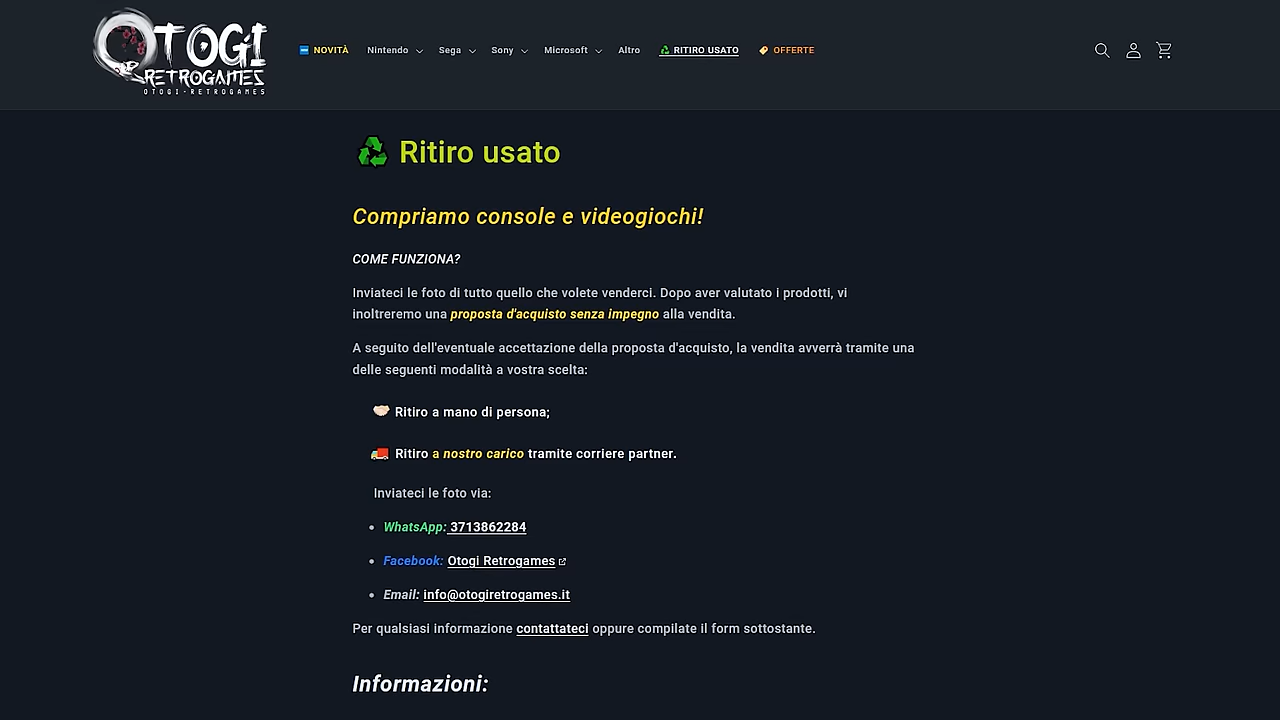 OTOGI
RETROGAMES
OTOGI-RETROGAMES
NOVITÀ
Nintendo
Sega
Sony
Microsoft
Altro
RITIRO USATO
OFFERTE
Ritiro usato
Compriamo console e videogiochi!
COME FUNZIONA?
Inviateci le foto di tutto quello che volete venderci. Dopo aver valutato i prodotti, vi
inoltreremo una proposta d'acquisto senza impegno alla vendita.
A seguito dell'eventuale accettazione della proposta d'acquisto, la vendita avverrà tramite una
delle seguenti modalità a vostra scelta:
Ritiro a mano di persona;
Ritiro a nostro carico tramite corriere partner.
Inviateci le foto via:
WhatsApp: 3713862284
Facebook: Otogi Retrogames
Email: info@otogiretrogames.it
Per qualsiasi informazione contattateci oppure compilate il form sottostante.
Informazioni: